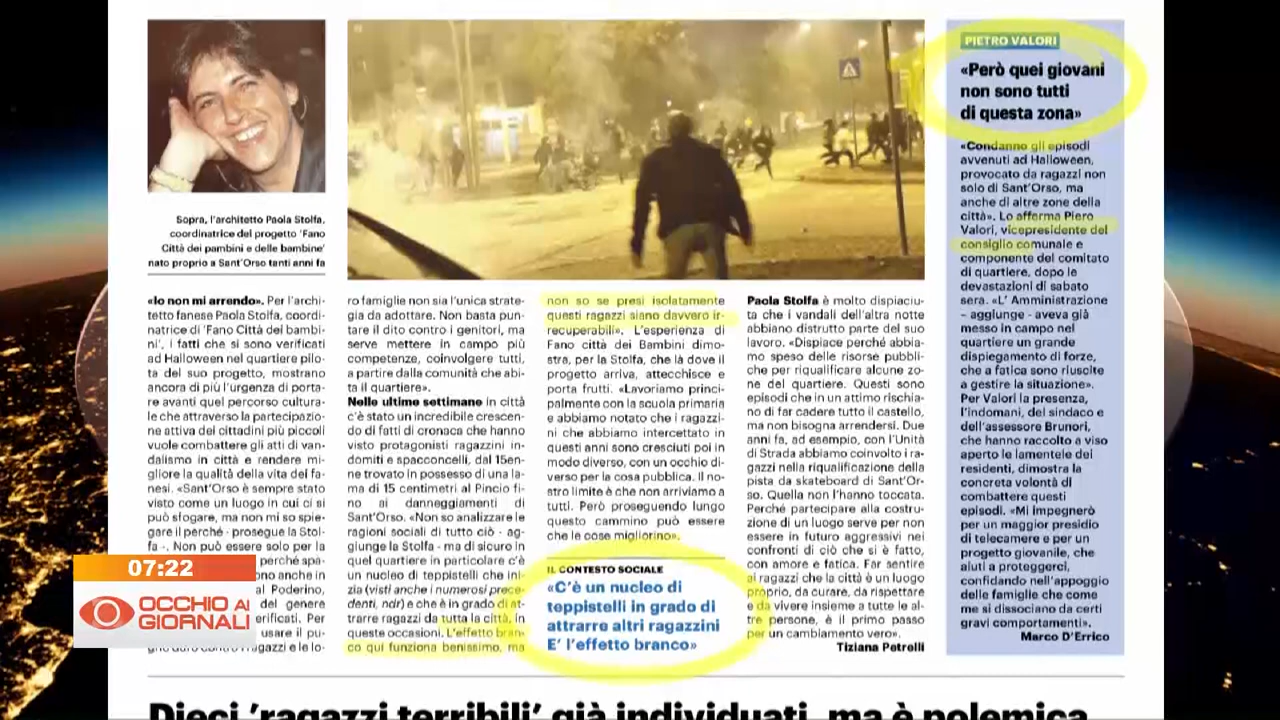 Sopra, l'architetto Paola Stolfa,
coordinatrice del progetto 'Fano
Città dei pambini e delle bambine'
nato proprio a Sant'Orso tanti anni fa
«Io non mi arrendo». Per l'archi-
tetto fanese Paola Stolfa, coordi-
natrice di 'Fano Città dei bambi-
ni', i fatti che si sono verificati
ad Halloween nel quartiere pilo-
ta del suo progetto, mostrano
ancora di più l'urgenza di porta-
re avanti quel percorso cultura-
le che attraverso la partecipazio-
ne attiva dei cittadini più piccoli
vuole combattere gli atti di van-
dalismo in città e rendere mi-
gliore la qualità della vita dei fa-
nesi. «Sant'Orso è sempre stato
visto come un luogo in cui ci si
può sfogare, ma non mi so spie-
gare il perché - prosegue la Stol-
fa -. Non può essere solo per la
perché spa-
ono anche in
al Poderino,
del genere
erificati. Per
usare il pu-
gno duro contro i ragazzi e le lo-
ro famiglie non sia l'unica strate-
gia da adottare. Non basta pun-
tare il dito contro i genitori, ma
serve mettere in campo più
competenze, coinvolgere tutti,
a partire dalla comunità che abi-
ta il quartiere».
Nelle ultime settimane in città
c'è stato un incredibile crescen-
do di fatti di cronaca che hanno
visto protagonisti ragazzini in-
domiti e spacconcelli, dal 15en-
ne trovato in possesso di una la-
ma di 15 centimetri al Pincio fi-
no ai danneggiamenti di
Sant'Orso. «Non so analizzare le
ragioni sociali di tutto ciò - ag-
giunge la Stolfa - ma di sicuro in
quel quartiere in particolare c'è
un nucleo di teppistelli che ini-
zia (visti anche i numerosi prece-
denti, ndr) e che è in grado di at-
trarre ragazzi da tutta la città, in
queste occasioni. L'effetto bran-
co qui funziona benissimo, ma
non so se presi isolatamente
questi ragazzi siano davvero ir-
recuperabili». L'esperienza di
Fano città dei Bambini dimo-
stra, per la Stolfa, che là dove il
progetto arriva, attecchisce e
porta frutti. «Lavoriamo princi-
palmente con la scuola primaria
e abbiamo notato che i ragazzi-
ni che abbiamo intercettato in
questi anni sono cresciuti poi in
modo diverso, con un occhio di-
verso per la cosa pubblica. Il no-
stro limite è che non arriviamo a
tutti. Però proseguendo lungo
questo cammino può essere
che le cose migliorino».
IL CONTESTO SOCIALE
«C'è un nucleo di
teppistelli in grado di
attrarre altri ragazzini
E' l'effetto branco»
Paola Stolfa è molto dispiaciu-
ta che i vandali dell'altra notte
abbiano distrutto parte del suo
lavoro. «Dispiace perché abbia-
mo speso delle risorse pubbli-
che per riqualificare alcune zo-
ne del quartiere. Questi sono
episodi che in un attimo rischia-
no di far cadere tutto il castello,
ma non bisogna arrendersi. Due
anni fa, ad esempio, con l'Unità
di Strada abbiamo coivolto i ra-
gazzi nella riqualificazione della
pista da skateboard di Sant'Or-
so. Quella non l'hanno toccata.
Perché partecipare alla costru-
zione di un luogo serve per non
essere in futuro aggressivi nei
confronti di ciò che si è fatto,
con amore e fatica. Far sentire
ai ragazzi che la città è un luogo
proprio, da curare, da rispettare
e da vivere insieme a tutte le al-
tre persone, è il primo passo
per un cambiamento vero».
Tiziana Petrelli
PIETRO VALORI
«Però quei giovani
non sono tutti
di questa zona»
«Condanno gli episodi
avvenuti ad Halloween,
provocato da ragazzi non
solo di Sant'Orso, ma
anche di altre zone della
città». Lo afferma Piero
Valori, vicepresidente del
consiglio comunale e
componente del comitato
di quartiere, dopo le
devastazioni di sabato
sera. «L' Amministrazione
– aggiunge - aveva già
messo in campo nel
quartiere un grande
dispiegamento di forze,
che a fatica sono riuscite
a gestire la situazione».
Per Valori la presenza,
l'indomani, del sindaco e
dell'assessore Brunori,
che hanno raccolto a viso
aperto le lamentele dei
residenti, dimostra la
concreta volontà di
combattere questi
episodi. «Mi impegnerò
per un maggior presidio
di telecamere e per un
progetto giovanile, che
aiuti a proteggerci,
confidando nell'appoggio
delle famiglie che come
me si dissociano da certi
gravi comportamenti».
Marco D'Errico
07:22
OCCHIO AI
GIORNALI
Dieci 'ragazzi terribili' già individuati, ma è polemica